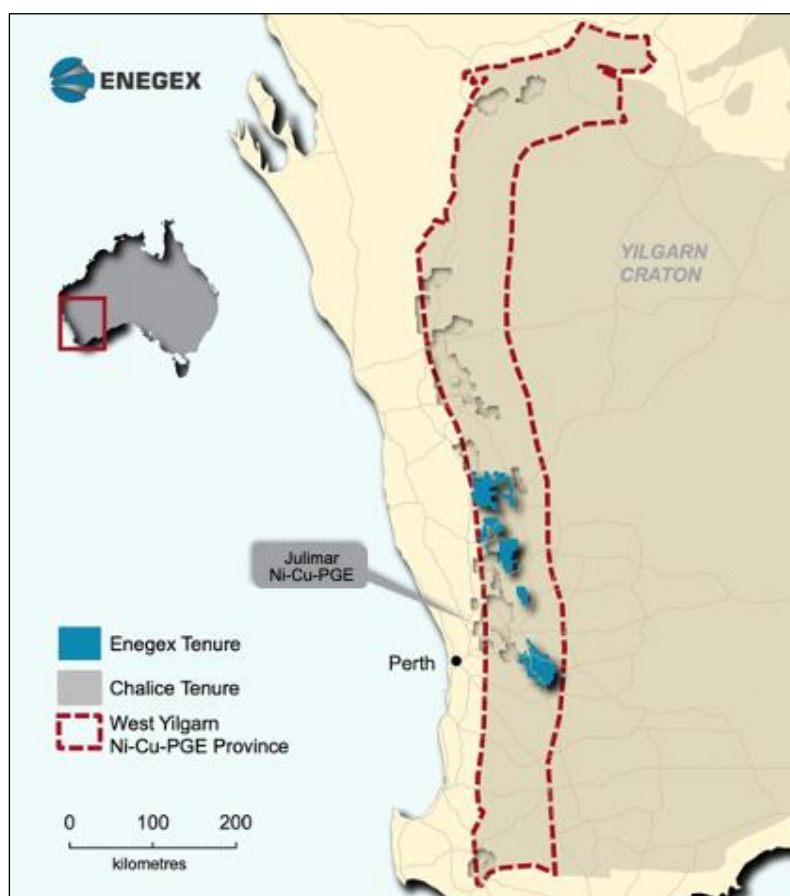 ENEGEX
YILGARN
CRATON
Julimar
Ni-Cu-PGE
Perth
Enegex Tenure
Chalice Tenure
West Yilgarn
Ni-Cu-PGE Province
0 100 200
kilometres